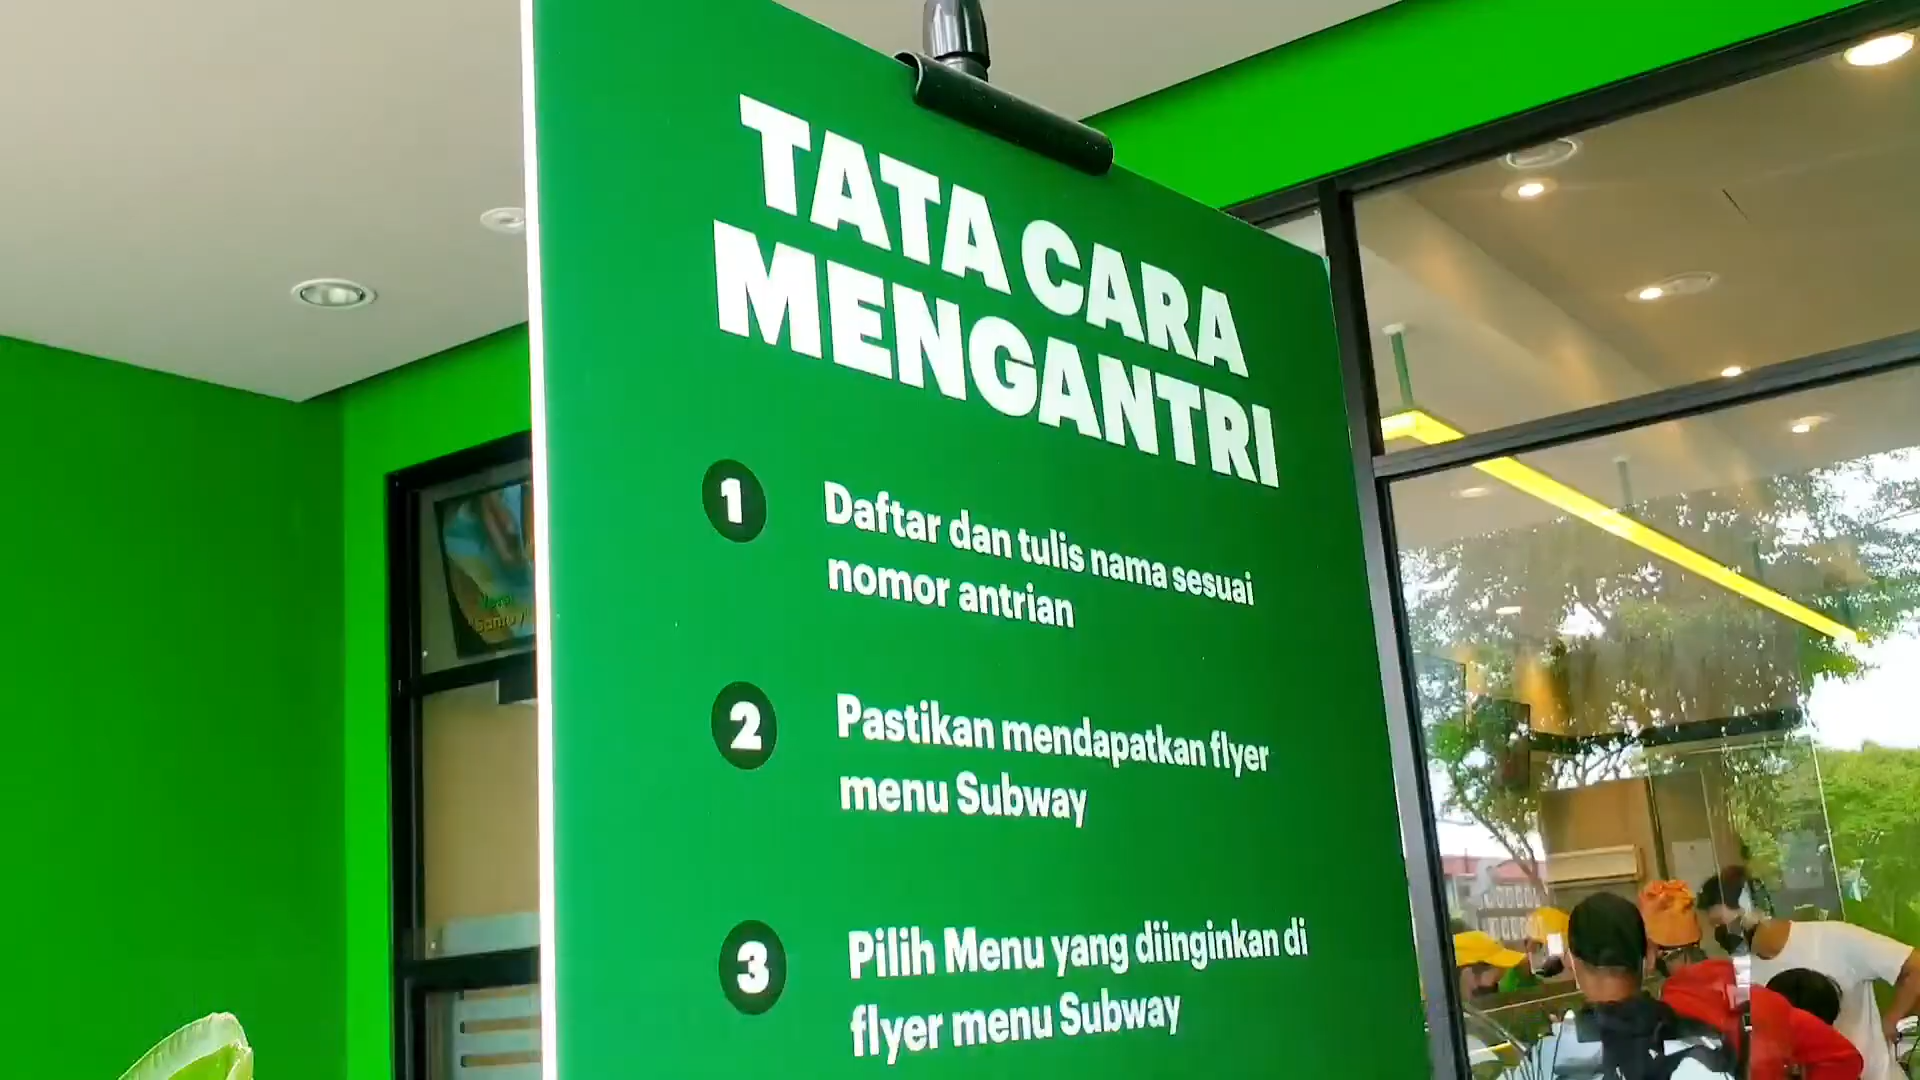 TATA CARA
MENGANTRI
1
Daftar dan tulis nama sesuai
nomor antrian
2
Pastikan mendapatkan flyer
menu Subway
3
Pilih Menu yang diinginkan di
flyer menu Subway